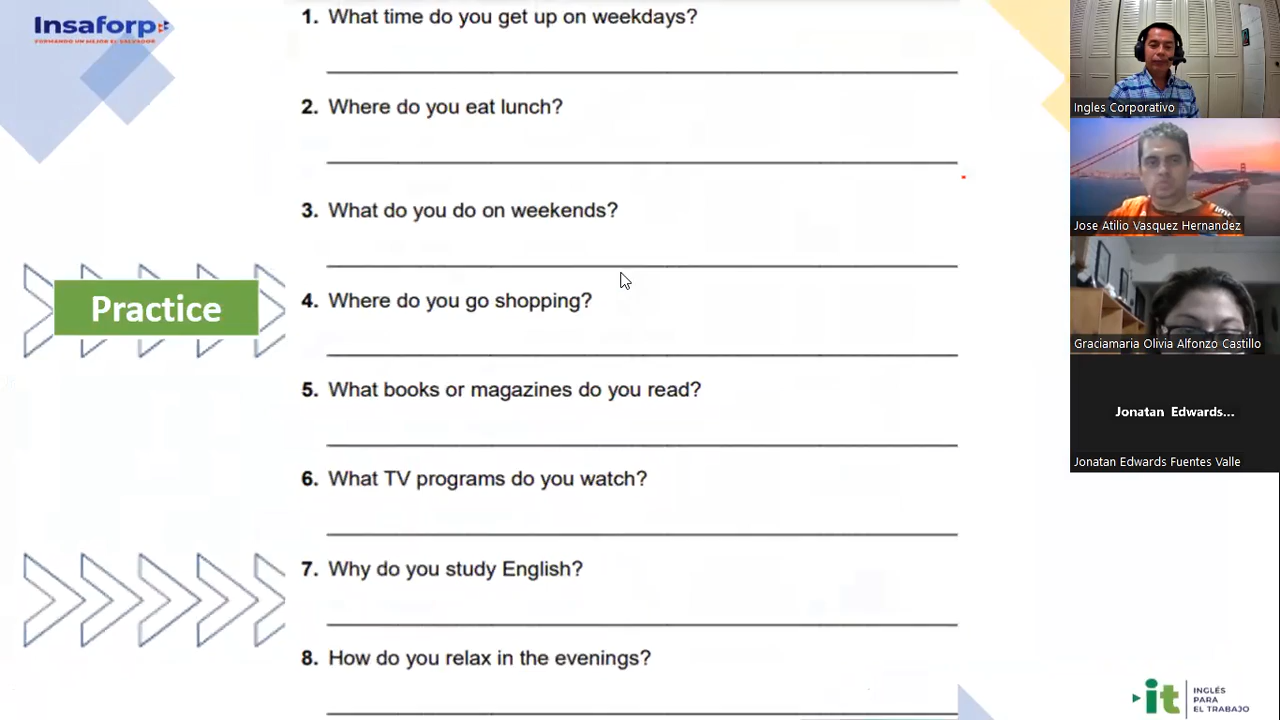 Insaforp
FORMANDO UN MEJOR EL SALVADOR
1. What time do you get up on weekdays?
2. Where do you eat lunch?
3. What do you do on weekends?
4. Where do you go shopping?
5. What books or magazines do you read?
6. What TV programs do you watch?
7. Why do you study English?
8. How do you relax in the evenings?
Practice
Ingles Corporativo
Jose Atilio Vasquez Hernandez
Graciamaria Olivia Alfonzo Castillo
Jonatan Edwards...
Jonatan Edwards Fuentes Valle
it
INGLÉS
PARA
EL TRABAJO